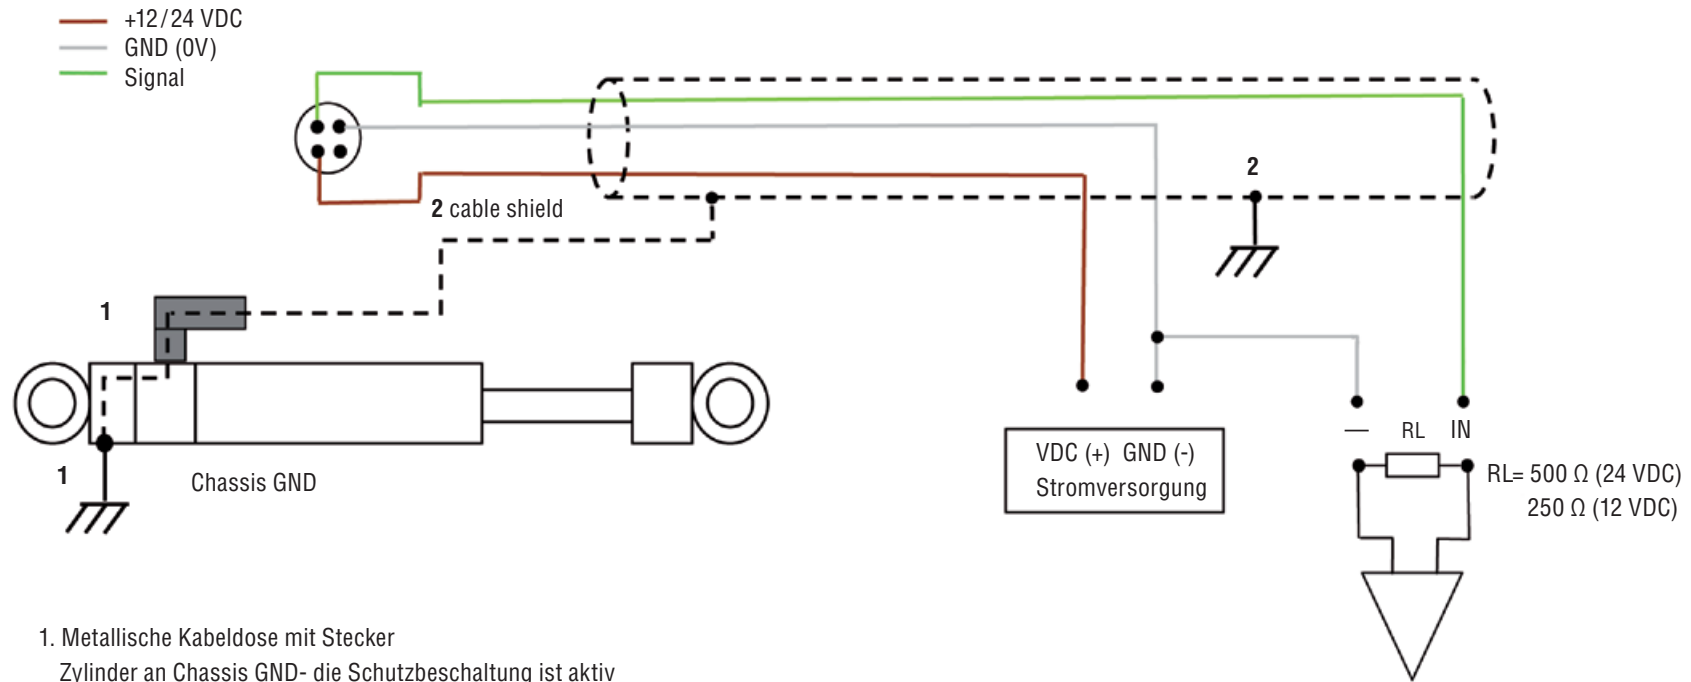 +12/24 VDC
GND (0V)
Signal
2
2 cable shield
1
1
Chassis GND
VDC (+) GND (-)
Stromversorgung
— RL IN
RL= 500 Ω (24 VDC)
250 Ω (12 VDC)
1. Metallische Kabeldose mit Stecker
Zylinder an Chassis GND- die Schutzbeschaltung ist aktiv